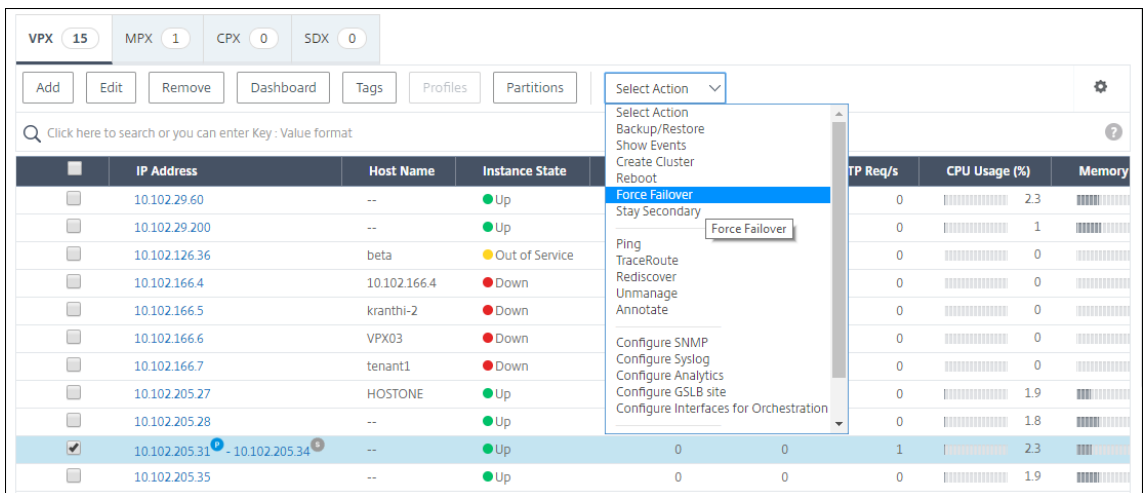 VPX 15 MPX 1 CPX 0 SDX 0
Add Edit Remove Dashboard Tags Profiles Partitions Select Action
Click here to search or you can enter Key : Value format ?
IP Address Host Name Instance State TP Req/s CPU Usage (%) Memory
10.102.29.60 -- Up 0 2.3
10.102.29.200 -- Up 0 1
10.102.126.36 beta Out of Service 0 0
10.102.166.4 10.102.166.4 Down 0 0
10.102.166.5 kranthi-2 Down 0 0
10.102.166.6 VPX03 Down 0 0
10.102.166.7 tenant1 Down 0 0
10.102.205.27 HOSTONE Up 0 1.9
10.102.205.28 -- Up 0 1.8
10.102.205.31 P - 10.102.205.34 S -- Up 0 0 1 2.3
10.102.205.35 -- Up 0 0 0 1.9
Select Action
Backup/Restore
Show Events
Create Cluster
Reboot
Force Failover
Stay Secondary
Force Failover
Ping
TraceRoute
Rediscover
Unmanage
Annotate
Configure SNMP
Configure Syslog
Configure Analytics
Configure GSLB site
Configure Interfaces for Orchestration